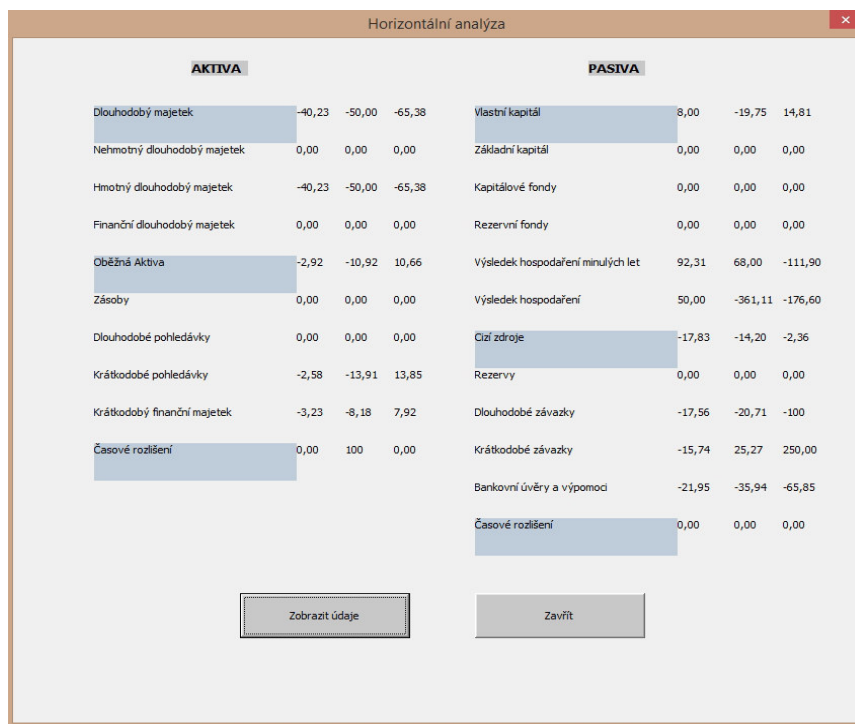 Horizontální analýza
AKTIVA
Dlouhodobý majetek -40,23 -50,00 -65,38
Nehmotný dlouhodobý majetek 0,00 0,00 0,00
Hmotný dlouhodobý majetek -40,23 -50,00 -65,38
Finanční dlouhodobý majetek 0,00 0,00 0,00
Oběžná Aktiva -2,92 -10,92 10,66
Zásoby 0,00 0,00 0,00
Dlouhodobé pohledávky 0,00 0,00 0,00
Krátkodobé pohledávky -2,58 -13,91 13,85
Krátkodobý finanční majetek -3,23 -8,18 7,92
Časové rozlišení 0,00 100 0,00
PASIVA
Vlastní kapitál 8,00 -19,75 14,81
Základní kapitál 0,00 0,00 0,00
Kapitálové fondy 0,00 0,00 0,00
Rezervní fondy 0,00 0,00 0,00
Výsledek hospodaření minulých let 92,31 68,00 -111,90
Výsledek hospodaření 50,00 -361,11 -176,60
Cizí zdroje -17,83 -14,20 -2,36
Rezervy 0,00 0,00 0,00
Dlouhodobé závazky -17,56 -20,71 -100
Krátkodobé závazky -15,74 25,27 250,00
Bankovní úvěry a výpomoci -21,95 -35,94 -65,85
Časové rozlišení 0,00 0,00 0,00
Zobrazit údaje
Zavřít